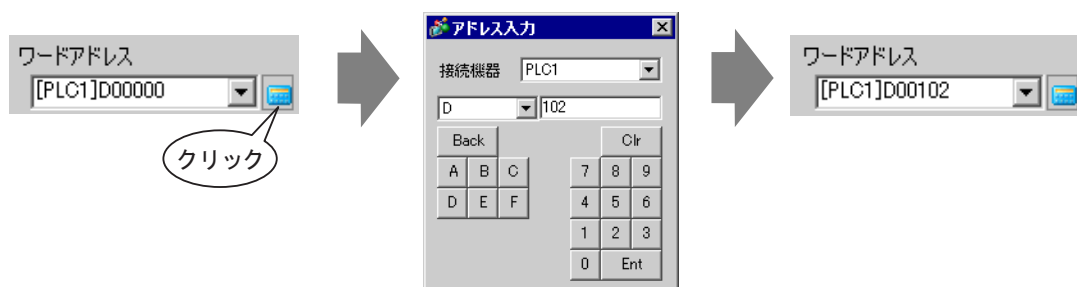 ワードアドレス
[PLC1]D00000
クリック
アドレス入力
接続機器 PLC1
D 102
Back Clr
A B C 7 8 9
D E F 4 5 6
1 2 3
0 Ent
ワードアドレス
[PLC1]D00102